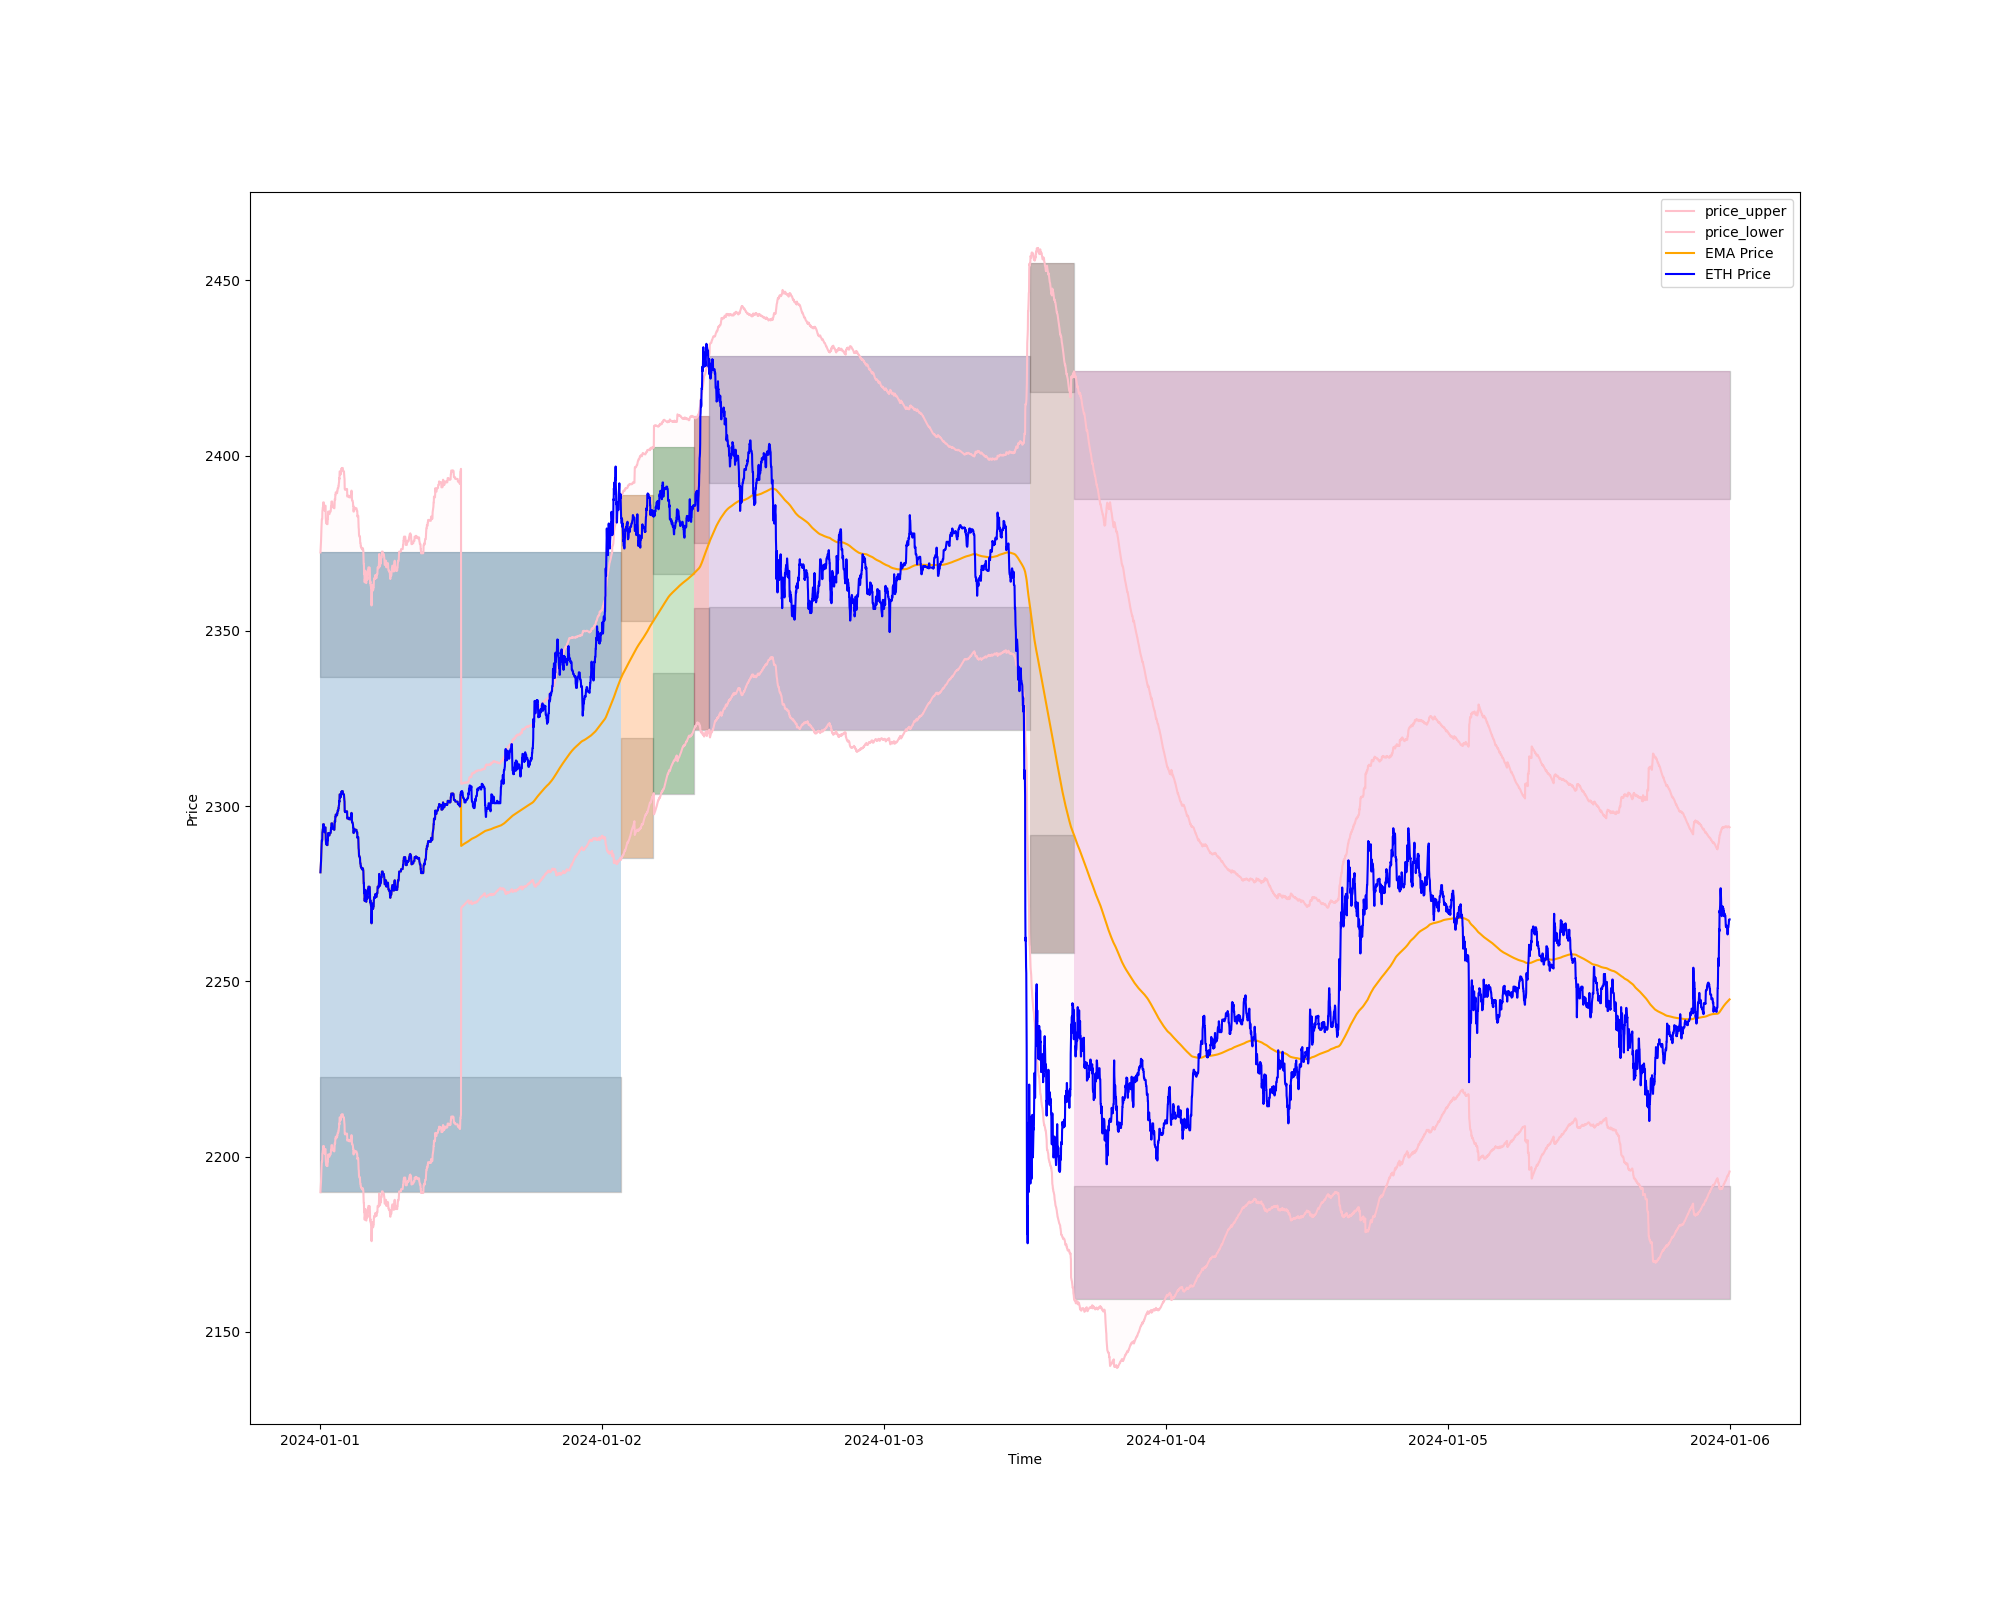 price_upper
price_lower
EMA Price
ETH Price
2450
2400
2350
2300
2250
2200
2150
Price
2024-01-01
2024-01-02
2024-01-03
2024-01-04
2024-01-05
2024-01-06
Time